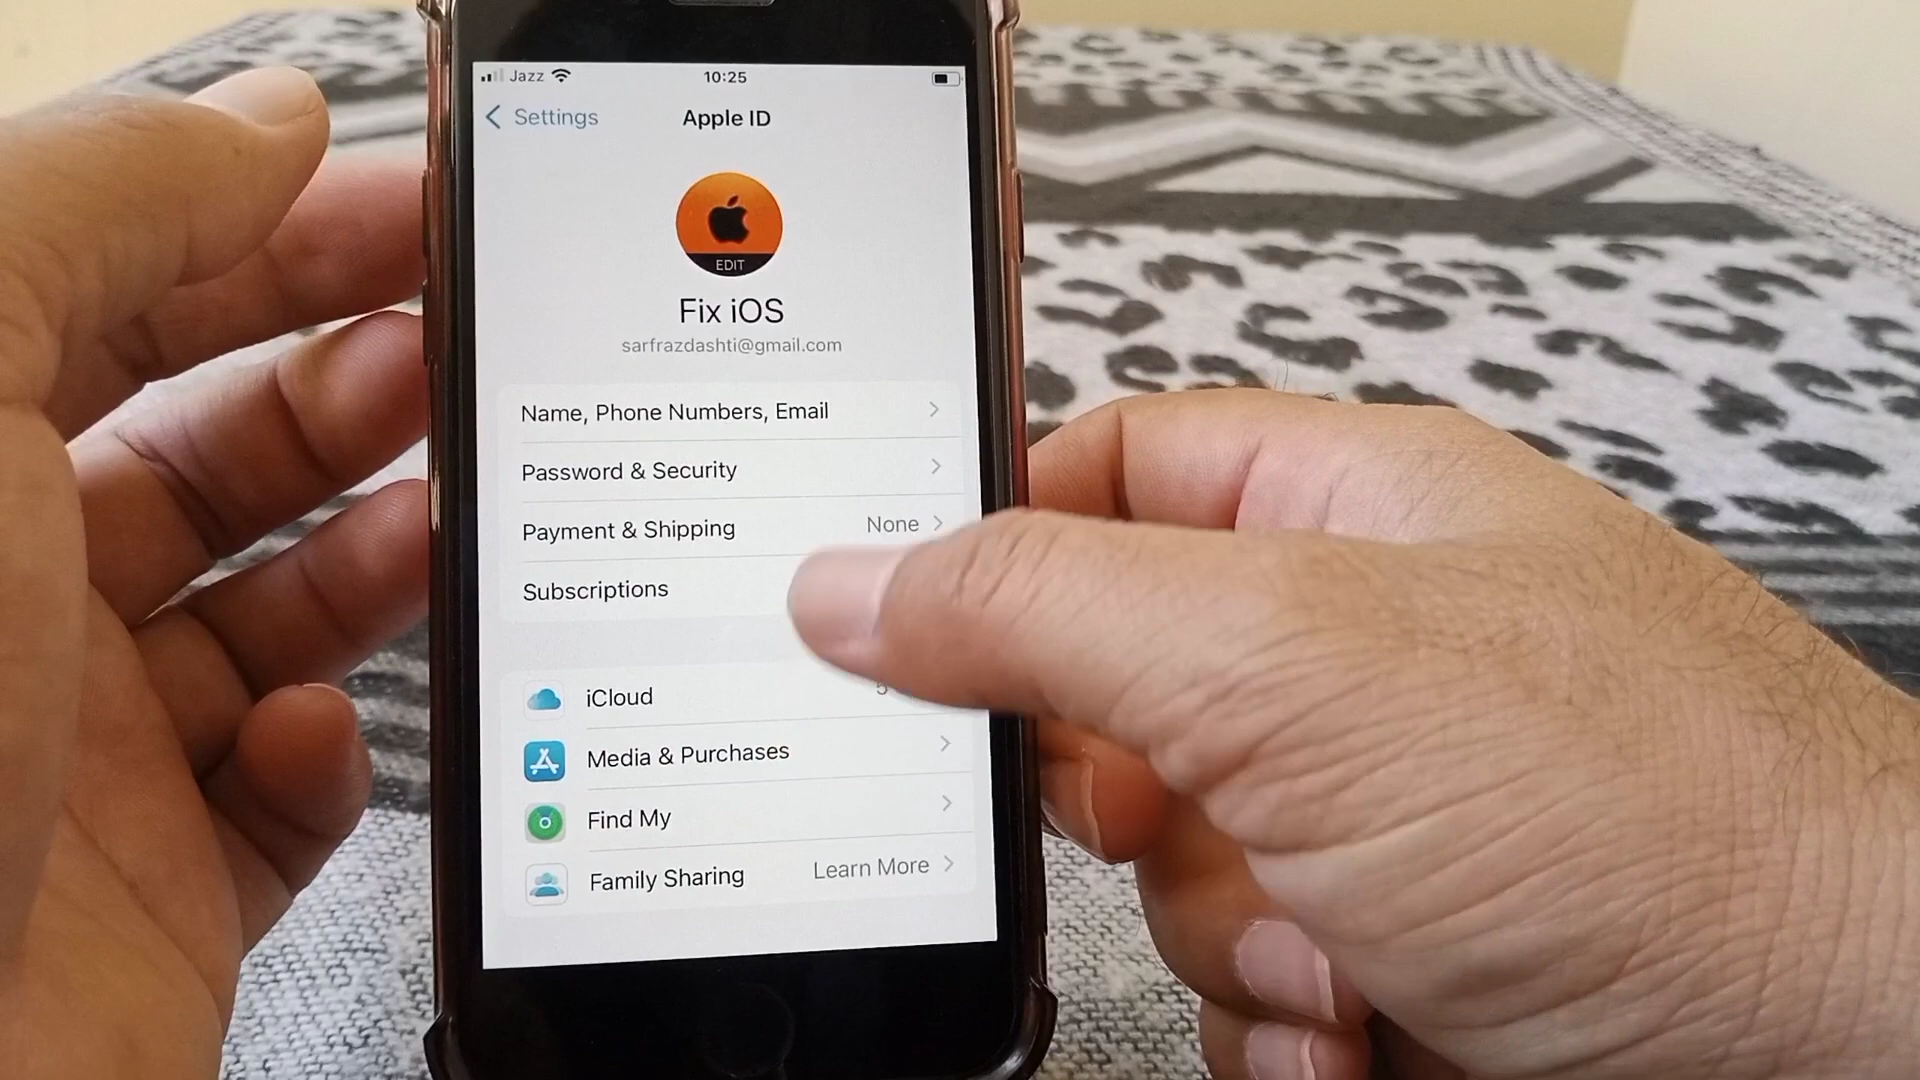 Jazz 10:25
Settings Apple ID
EDIT
Fix iOS
sarfrazdashti@gmail.com
Name, Phone Numbers, Email
Password & Security
Payment & Shipping None
Subscriptions
iCloud 5
Media & Purchases
Find My
Family Sharing Learn More